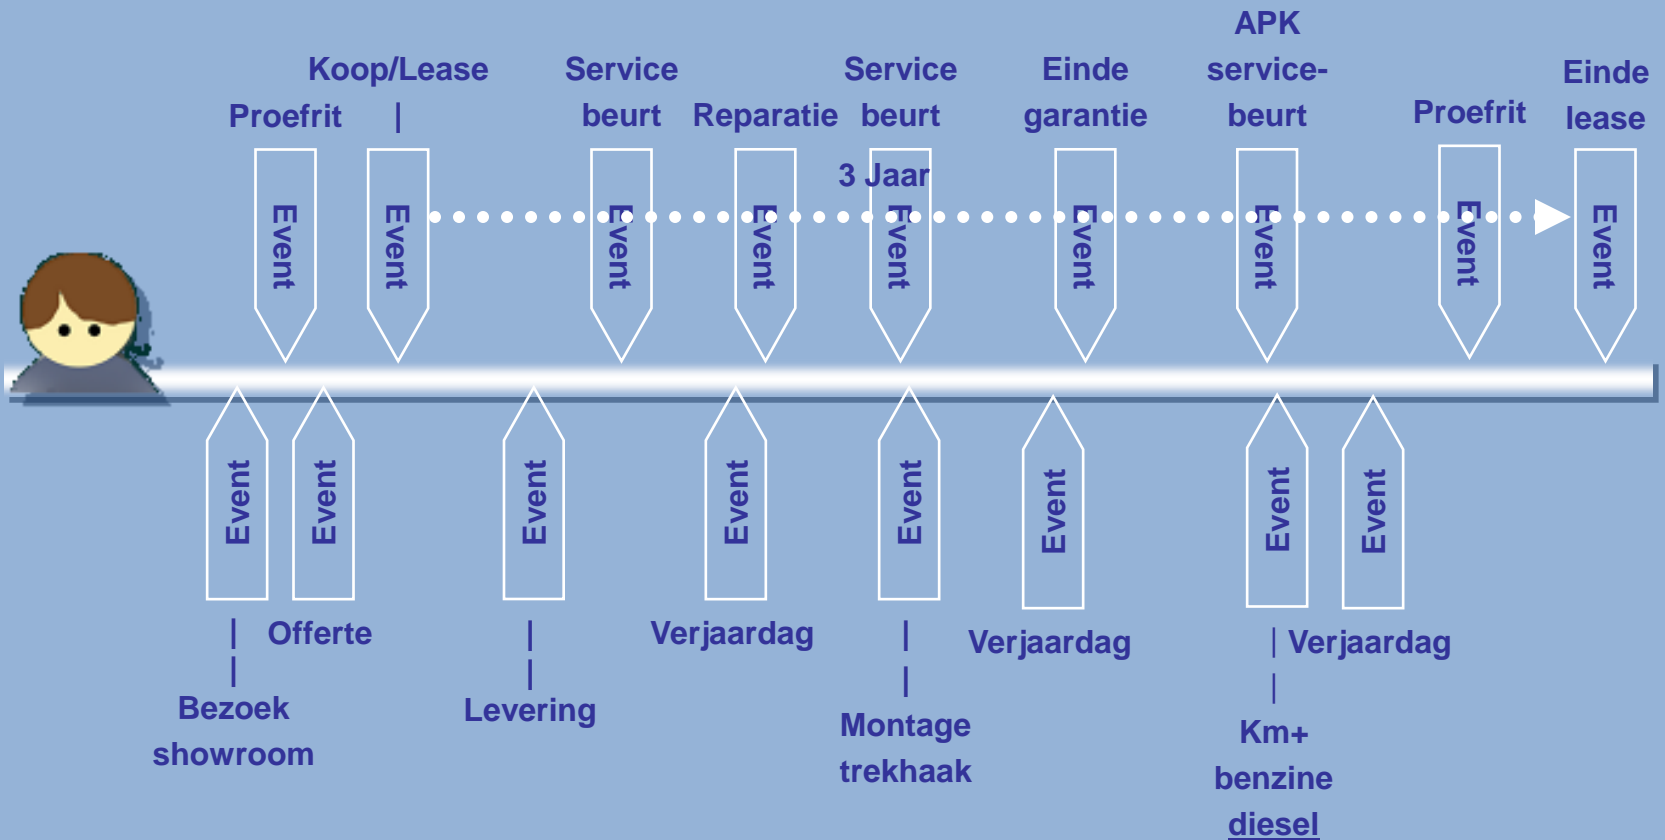 APK
Koop/Lease Service Service Einde service- Einde
Proefrit | beurt Reparatie beurt garantie beurt Proefrit lease
3 Jaar
Event Event Event Event Event Event Event Event Event
Event Event Event Event Event Event Event Event
| Offerte | Verjaardag | Verjaardag | Verjaardag
| | | |
Bezoek Levering Montage Km+
showroom trekhaak benzine
diesel